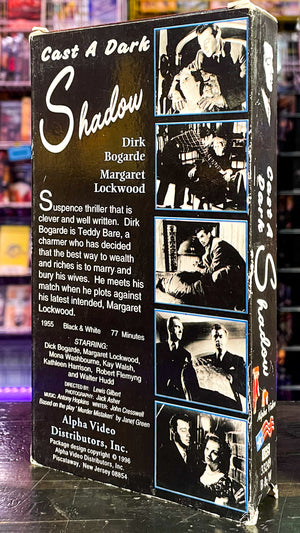 Cast A Dark
Shadow
Dirk
Bogarde
Margaret
Lockwood
Suspence thriller that is
clever and well written. Dirk
Bogarde is Teddy Bare, a
charmer who has decided
that the best way to wealth
and riches is to marry and
bury his wives. He meets his
match when he plots against
his latest intended, Margaret
Lockwood.
1955 Black & White 77 Minutes
STARRING:
Dick Bogarde, Margaret Lockwood,
Mona Washbourne, Kay Walsh,
Kathleen Harrison, Robert Flemyng
and Walter Hudd
DIRECTED BY: Lewis Gilbert
PHOTOGRAPHY: Jack Asher
MUSIC: Antony Hopkins WRITER: John Cresswell
Based on the play "Murder Mistaken" by Janet Green
Alpha Video
Distributors, Inc.
Package design copyright © 1996
Alpha Video Distributors, Inc.
Piscataway, New Jersey 08854
Cast A
Dark
Shadow
Alpha Video